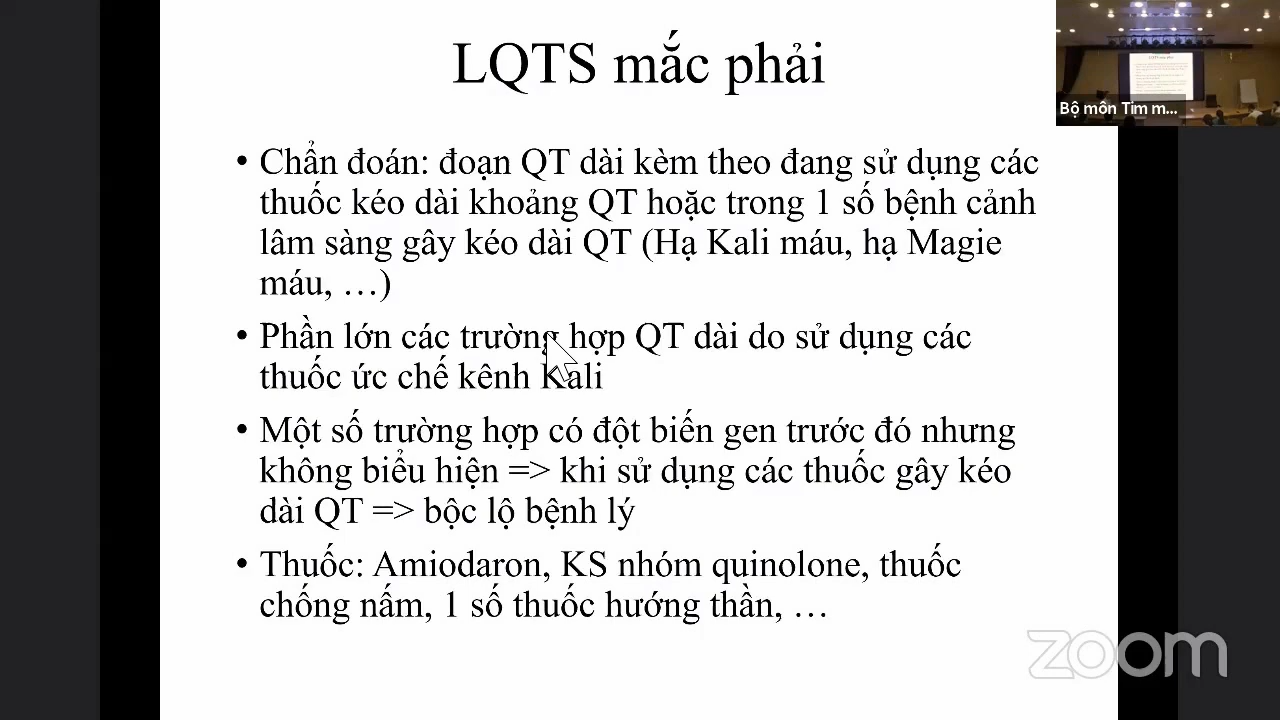 LQTS mắc phải
• Chẩn đoán: đoạn QT dài kèm theo đang sử dụng các
thuốc kéo dài khoảng QT hoặc trong 1 số bệnh cảnh
lâm sàng gây kéo dài QT (Hạ Kali máu, hạ Magie
máu, …)
• Phần lớn các trường hợp QT dài do sử dụng các
thuốc ức chế kênh Kali
• Một số trường hợp có đột biến gen trước đó nhưng
không biểu hiện => khi sử dụng các thuốc gây kéo
dài QT => bộc lộ bệnh lý
• Thuốc: Amiodaron, KS nhóm quinolone, thuốc
chống nấm, 1 số thuốc hướng thần, …
LQTS mắc phải
Bộ môn Tim m...
zoom